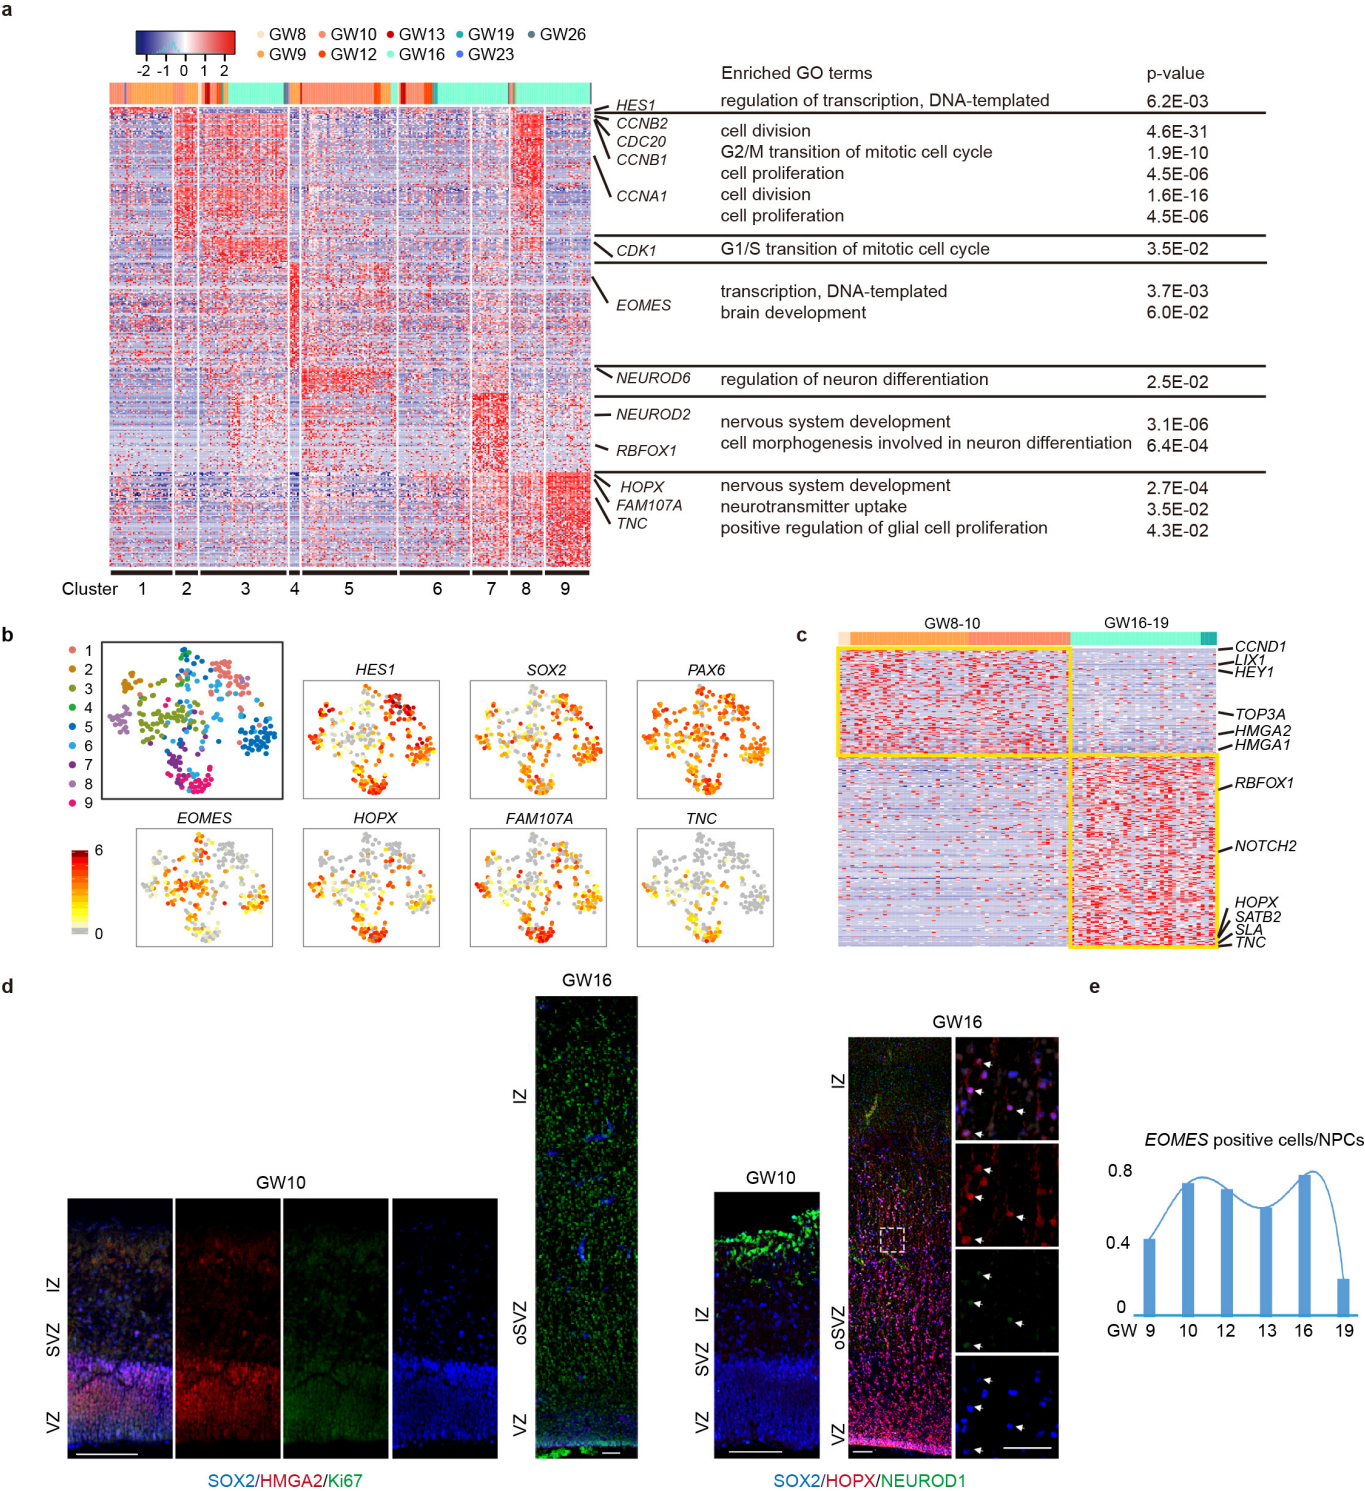 a
GW8 GW10 GW13 GW19 GW26
GW9 GW12 GW16 GW23
-2 -1 0 1 2
Enriched GO terms p-value
HES1 regulation of transcription, DNA-templated 6.2E-03
CCNB2
cell division 4.6E-31
CDC20
G2/M transition of mitotic cell cycle 1.9E-10
CCNB1
cell proliferation 4.5E-06
CCNA1 cell division 1.6E-16
cell proliferation 4.5E-06
CDK1 G1/S transition of mitotic cell cycle 3.5E-02
transcription, DNA-templated 3.7E-03
EOMES
brain development 6.0E-02
NEUROD6 regulation of neuron differentiation 2.5E-02
NEUROD2
nervous system development 3.1E-06
cell morphogenesis involved in neuron differentiation 6.4E-04
RBFOX1
HOPX nervous system development 2.7E-04
FAM107A neurotransmitter uptake 3.5E-02
TNC positive regulation of glial cell proliferation 4.3E-02
Cluster 1 2 3 4 5 6 7 8 9
b
1
2
3
4
5
6
7
8
9
HES1 SOX2 PAX6
EOMES HOPX FAM107A TNC
6
0
c
GW8-10 GW16-19
CCND1
LIX1
HEY1
TOP3A
HMGA2
HMGA1
RBFOX1
NOTCH2
HOPX
SATB2
SLA
TNC
d
GW10
IZ
SVZ
VZ
GW16
IZ
oSVZ
VZ
SOX2/HMGA2/Ki67
GW10
IZ
SVZ
VZ
GW16
IZ
oSVZ
VZ
SOX2/HOPX/NEUROD1
e
EOMES positive cells/NPCs
0.8
0.4
0
GW 9 10 12 13 16 19